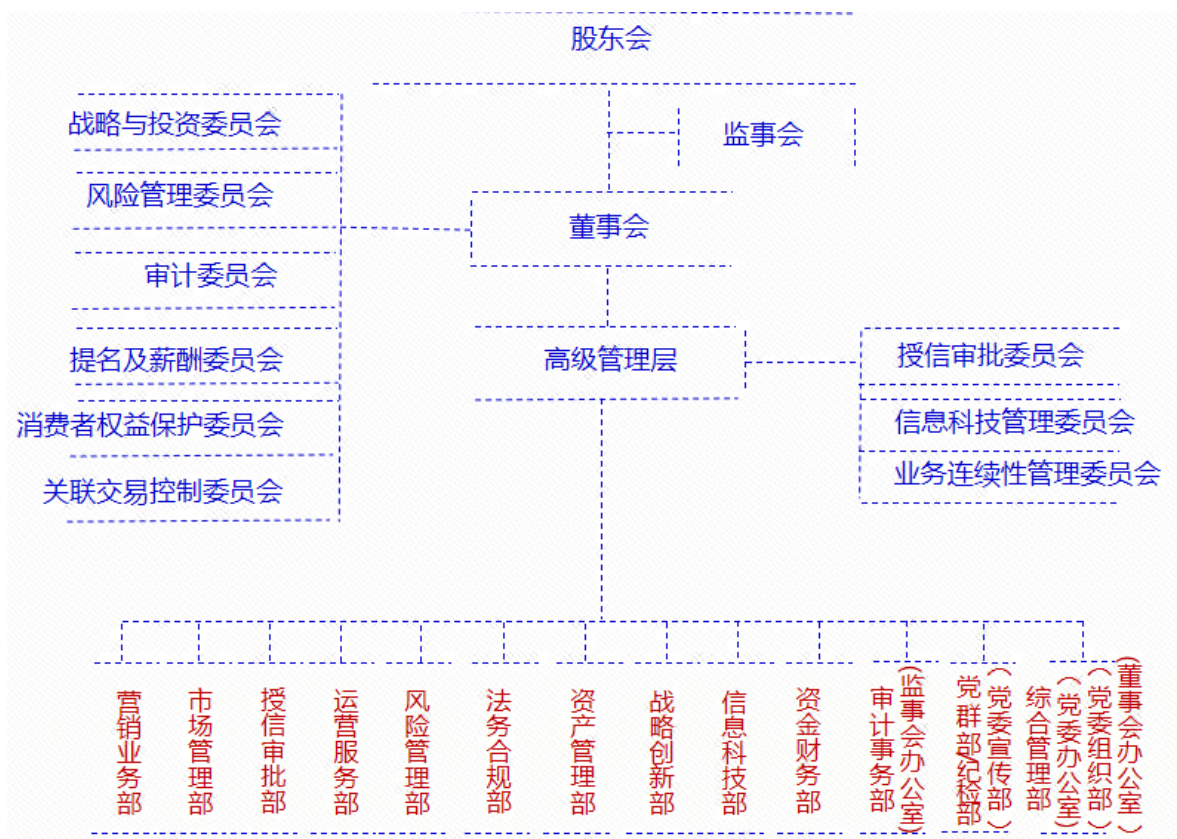 股东会
监事会
董事会
战略与投资委员会
风险管理委员会
审计委员会
提名及薪酬委员会
消费者权益保护委员会
关联交易控制委员会
高级管理层
授信审批委员会
信息科技管理委员会
业务连续性管理委员会
营销业务部
市场管理部
授信审批部
运营服务部
风险管理部
法务合规部
资产管理部
战略创新部
信息科技部
资金财务部
审计事务部
(监事会办公室)
党群部/纪检部
(党委宣传部)
综合管理部
(党委办公室)
(党委组织部)
(董事会办公室)